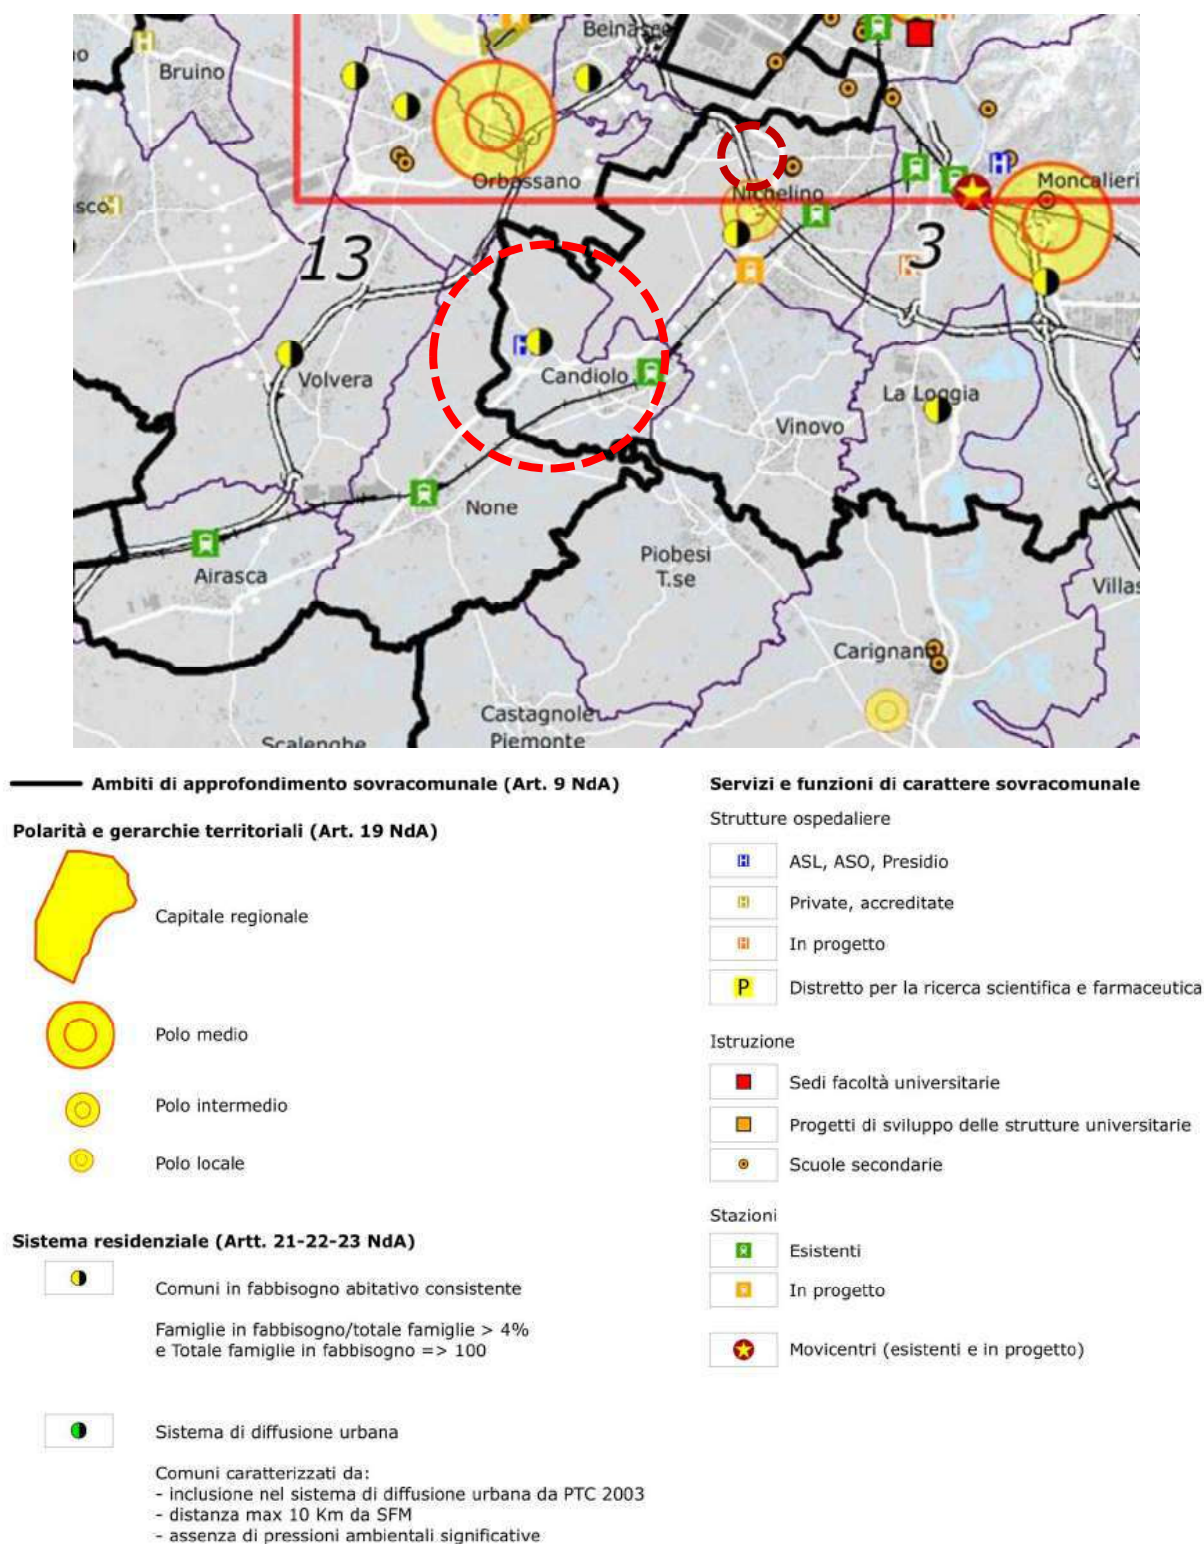 Beinasco
Bruino
Orbassano
Nichelino
Moncalieri
sco
13
3
Volvera
Candiolo
La Loggia
Vinovo
None
Airasca
Piobesi
T.se
Villas
Carignano
Castagnole
Piemonte
Scalenghe
Ambiti di approfondimento sovracomunale (Art. 9 NdA)
Polarità e gerarchie territoriali (Art. 19 NdA)
Capitale regionale
Polo medio
Polo intermedio
Polo locale
Sistema residenziale (Artt. 21-22-23 NdA)
Comuni in fabbisogno abitativo consistente
Famiglie in fabbisogno/totale famiglie > 4%
e Totale famiglie in fabbisogno => 100
Sistema di diffusione urbana
Comuni caratterizzati da:
- inclusione nel sistema di diffusione urbana da PTC 2003
- distanza max 10 Km da SFM
- assenza di pressioni ambientali significative
Servizi e funzioni di carattere sovracomunale
Strutture ospedaliere
H ASL, ASO, Presidio
H Private, accreditate
H In progetto
P Distretto per la ricerca scientifica e farmaceutica
Istruzione
Sedi facoltà universitarie
Progetti di sviluppo delle strutture universitarie
Scuole secondarie
Stazioni
Esistenti
In progetto
Movicentri (esistenti e in progetto)